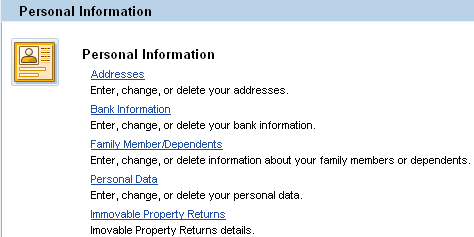 Personal Information
Personal Information
Addresses
Enter, change, or delete your addresses.
Bank Information
Enter, change, or delete your bank information.
Family Member/Dependents
Enter, change, or delete information about your family members or dependents.
Personal Data
Enter, change, or delete your personal data.
Immovable Property Returns
Imovable Property Returns details.